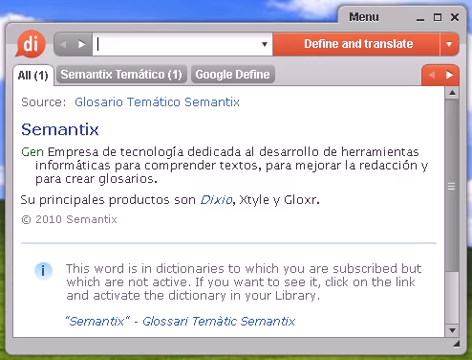 Menu
di
Define and translate
All (1) Semantix Temático (1) Google Define
Source: Glosario Temático Semantix
Semantix
Gen Empresa de tecnología dedicada al desarrollo de herramientas
informáticas para comprender textos, para mejorar la redacción y
para crear glosarios.
Su principales productos son Dixio, Xtyle y Gloxr.
© 2010 Semantix
This word is in dictionaries to which you are subscribed but
which are not active. If you want to see it, click on the link
and activate the dictionary in your Library.
"Semantix" - Glossari Temàtic Semantix